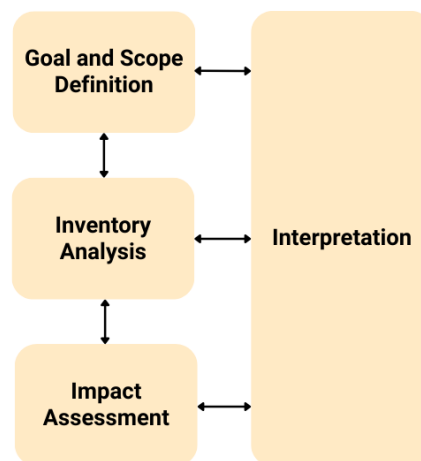 Goal and Scope
Definition
Inventory
Analysis
Interpretation
Impact
Assessment